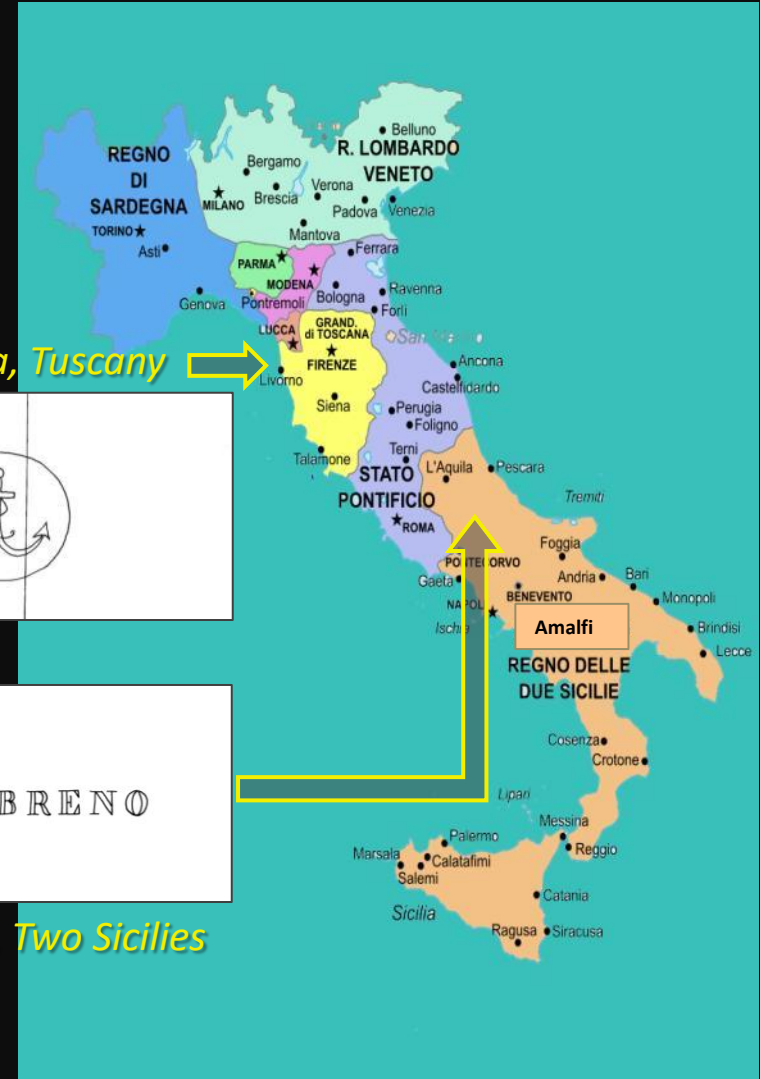 Belluno
REGNO
DI
SARDEGNA
R. LOMBARDO
VENETO
Bergamo
Brescia
Verona
MILANO
Padova
Venezia
TORINO
Asti
Mantova
Ferrara
PARMA
MODENA
Genova
Pontremoli
Bologna
Ravenna
Forlì
LUCCA
GRAND.
di TOSCANA
a, Tuscany
FIRENZE
Livorno
Ancona
Castelfidardo
Siena
Perugia
Foligno
Talamone
Terni
L'Aquila
Pescara
STATO
PONTIFICIO
Tremiti
ROMA
Foggia
PONTECORVO
Gaeta
Andria
Bari
BENEVENTO
Monopoli
NAPOLI
Ischia
Amalfi
Brindisi
Lecce
REGNO DELLE
DUE SICILIE
Cosenza
Crotone
BRENO
Lipari
Messina
Reggio
Palermo
Marsala
Calatafimi
Salemi
Catania
Sicilia
Two Sicilies
Ragusa
Siracusa